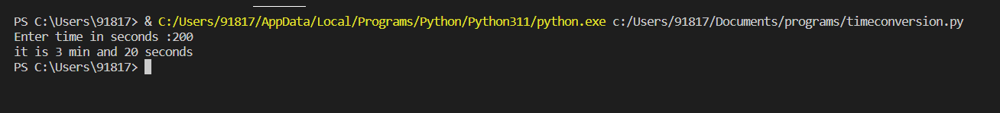 PS C:\Users\91817> & C:/Users/91817/AppData/Local/Programs/Python/Python311/python.exe c:/Users/91817/Documents/programs/timeconversion.py
Enter time in seconds :200
it is 3 min and 20 seconds
PS C:\Users\91817>